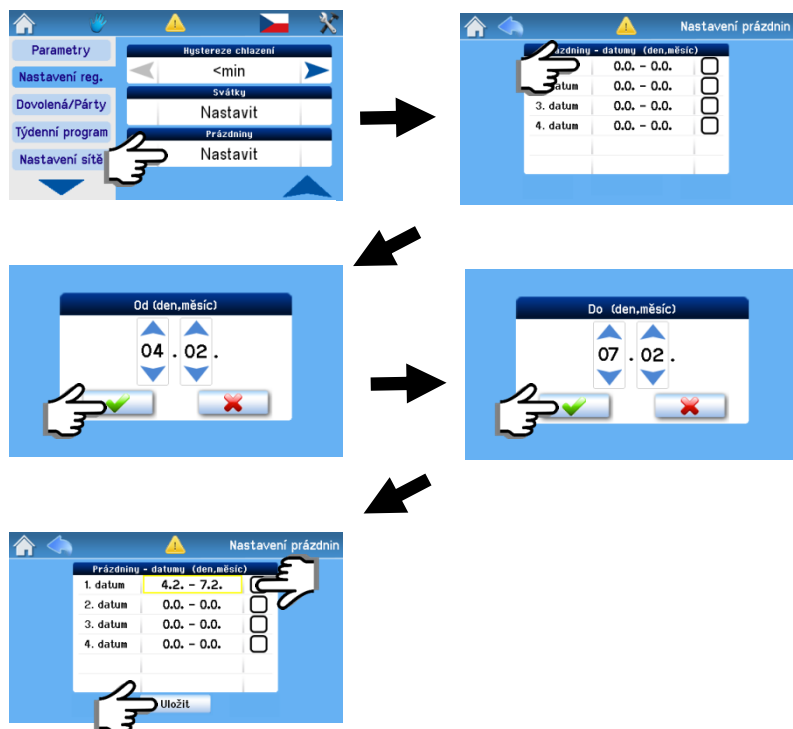 Parametry
Nastavení reg.
Dovolená/Párty
Týdenní program
Nastavení sítě
Hystereze chlazení
<min
Svátky
Nastavit
Prázdniny
Nastavit
Nastavení prázdnin
- datumy (den,měsíc)
0.0. - 0.0.
0.0. - 0.0.
3. datum 0.0. - 0.0.
4. datum 0.0. - 0.0.
Od (den,měsíc)
04 . 02 .
Do (den,měsíc)
07 . 02 .
Nastavení prázdnin
Prázdniny - datumy (den,měsíc)
1. datum 4.2. - 7.2.
2. datum 0.0. - 0.0.
3. datum 0.0. - 0.0.
4. datum 0.0. - 0.0.
Uložit